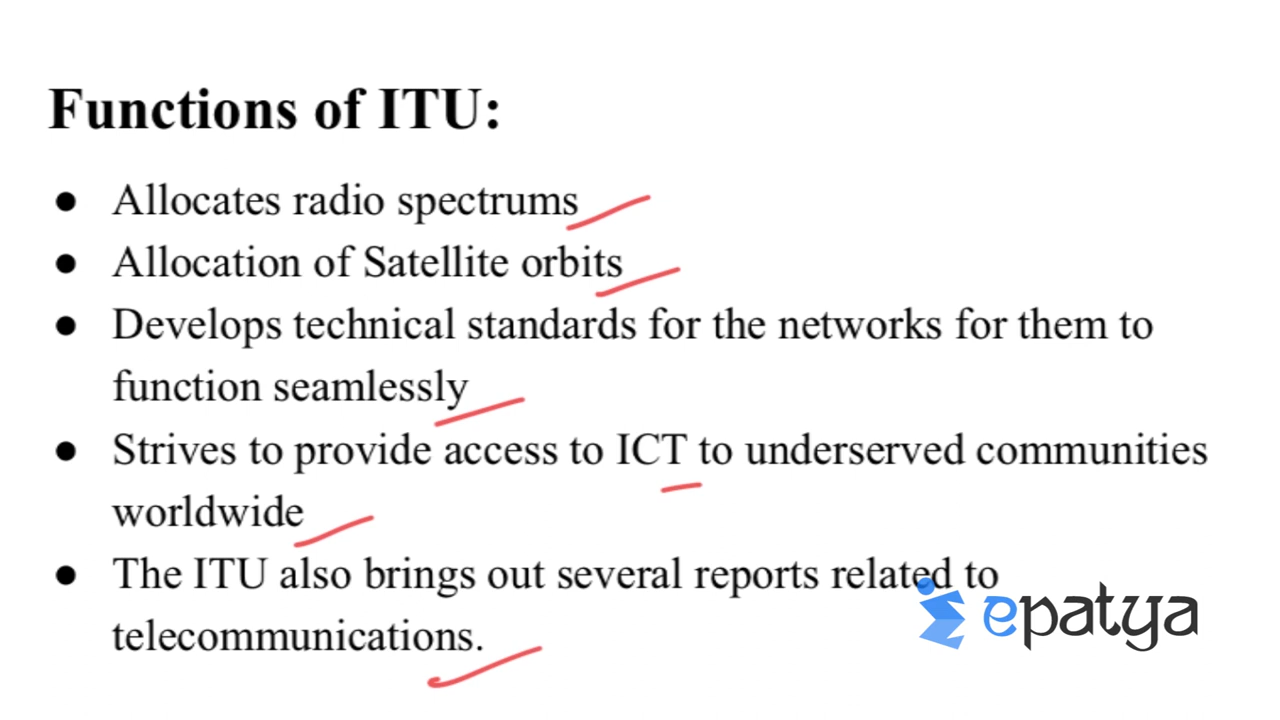 Functions of ITU:
● Allocates radio spectrums
● Allocation of Satellite orbits
● Develops technical standards for the networks for them to
function seamlessly
● Strives to provide access to ICT to underserved communities
worldwide
● The ITU also brings out several reports related to
telecommunications.
epatya